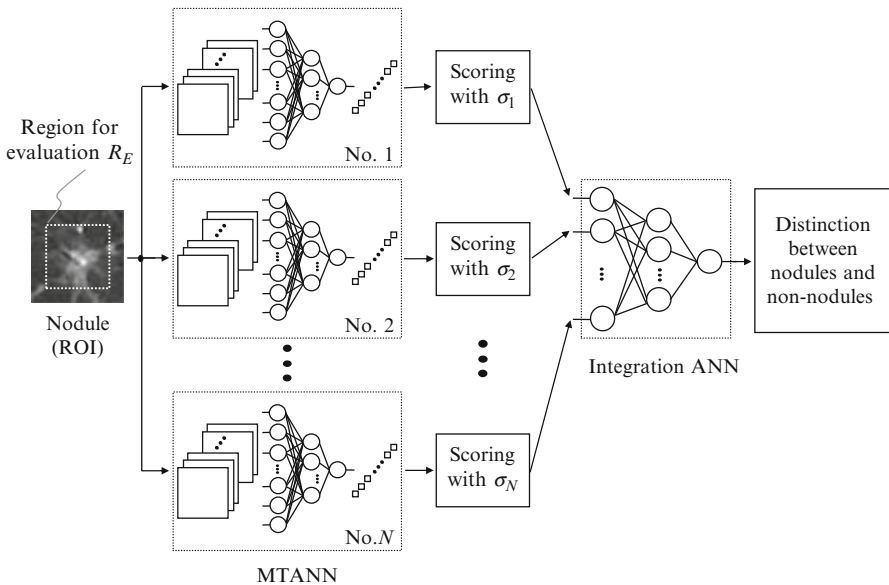 Region for
evaluation R_E
Nodule
(ROI)
No. 1
Scoring
with σ_1
No. 2
Scoring
with σ_2
No.N
Scoring
with σ_N
MTANN
Integration ANN
Distinction
between
nodules and
non-nodules